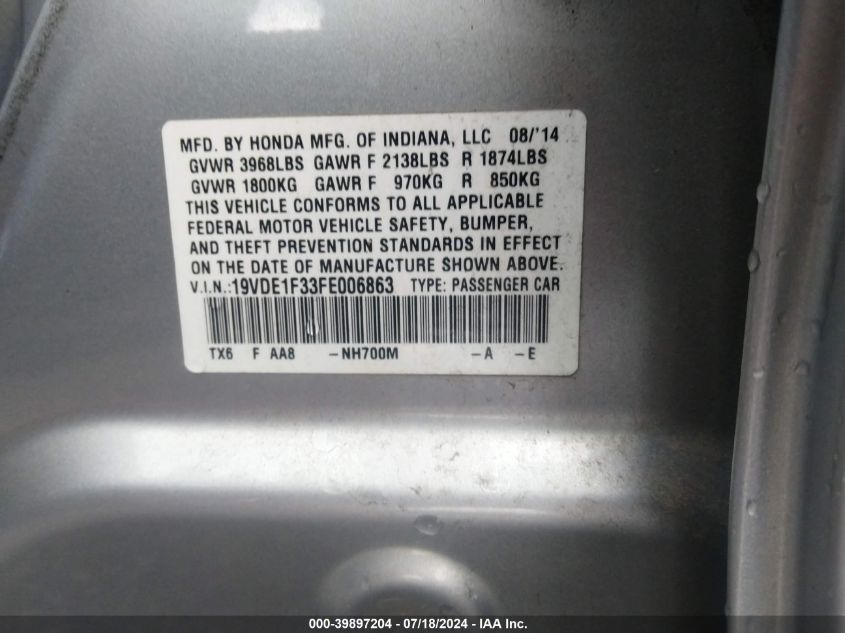 MFD. BY HONDA MFG. OF INDIANA, LLC 08/'14
GVWR 3968LBS GAWR F 2138LBS R 1874LBS
GVWR 1800KG GAWR F 970KG R 850KG
THIS VEHICLE CONFORMS TO ALL APPLICABLE
FEDERAL MOTOR VEHICLE SAFETY, BUMPER,
AND THEFT PREVENTION STANDARDS IN EFFECT
ON THE DATE OF MANUFACTURE SHOWN ABOVE.
V.I.N.:19VDE1F33FE006863 TYPE: PASSENGER CAR
TX6 F AA8 -NH700M -A -E
000-39897204 / 07/18/2024 - IAA Inc.